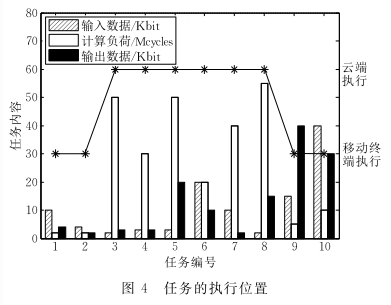 80
70
60
50
40
30
20
10
0
任务内容
输入数据/Kbit
计算负荷/Mcycles
输出数据/Kbit
云端
执行
移动终
端执行
1 2 3 4 5 6 7 8 9 10
任务编号
图 4 任务的执行位置